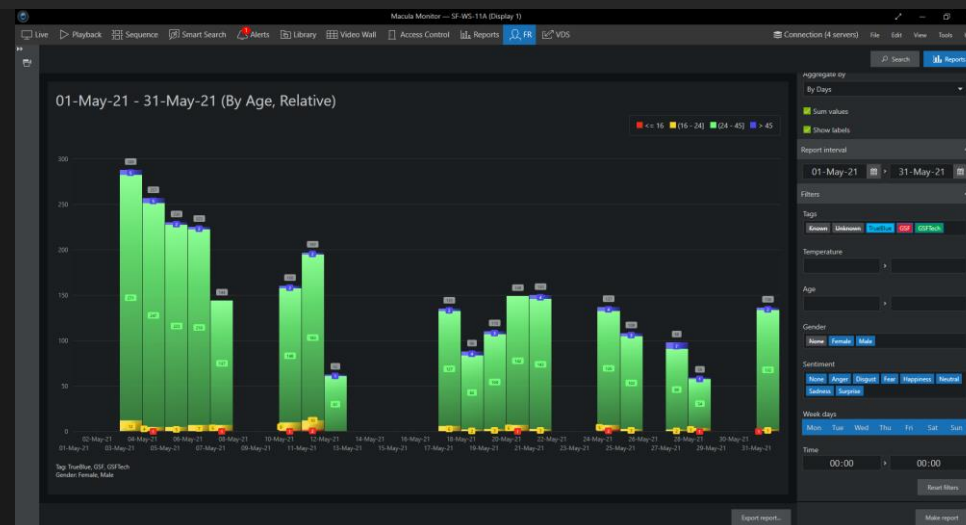 Macula Monitor — SF-WS-11A (Display 1)
Live Playback Sequence Smart Search Alerts Library Video Wall Access Control Reports FR VDS Connection (4 servers) File Edit View Tools
Search Reports
Aggregate by
By Days
Sum values
Show labels
Report interval
01-May-21 31-May-21
Filters
Tags
Known Unknown TrueBlue GSF GSFTech
Temperature
Age
Gender
None Female Male
Sentiment
None Anger Disgust Fear Happiness Neutral
Sadness Surprise
Week days
Mon Tue Wed Thu Fri Sat Sun
Time
00:00 00:00
Reset filters
Make report
01-May-21 - 31-May-21 (By Age, Relative)
<< 16 (16 - 24] (24 - 45] > 45
300
250
200
150
100
50
0
02-May-21 04-May-21 06-May-21 08-May-21 10-May-21 12-May-21 14-May-21 16-May-21 18-May-21 20-May-21 22-May-21 24-May-21 26-May-21 28-May-21 30-May-21
01-May-21 03-May-21 05-May-21 07-May-21 09-May-21 11-May-21 13-May-21 15-May-21 17-May-21 19-May-21 21-May-21 23-May-21 25-May-21 27-May-21 29-May-21 31-May-21
Tag: TrueBlue, GSF, GSFTech
Gender: Female, Male
Export report...